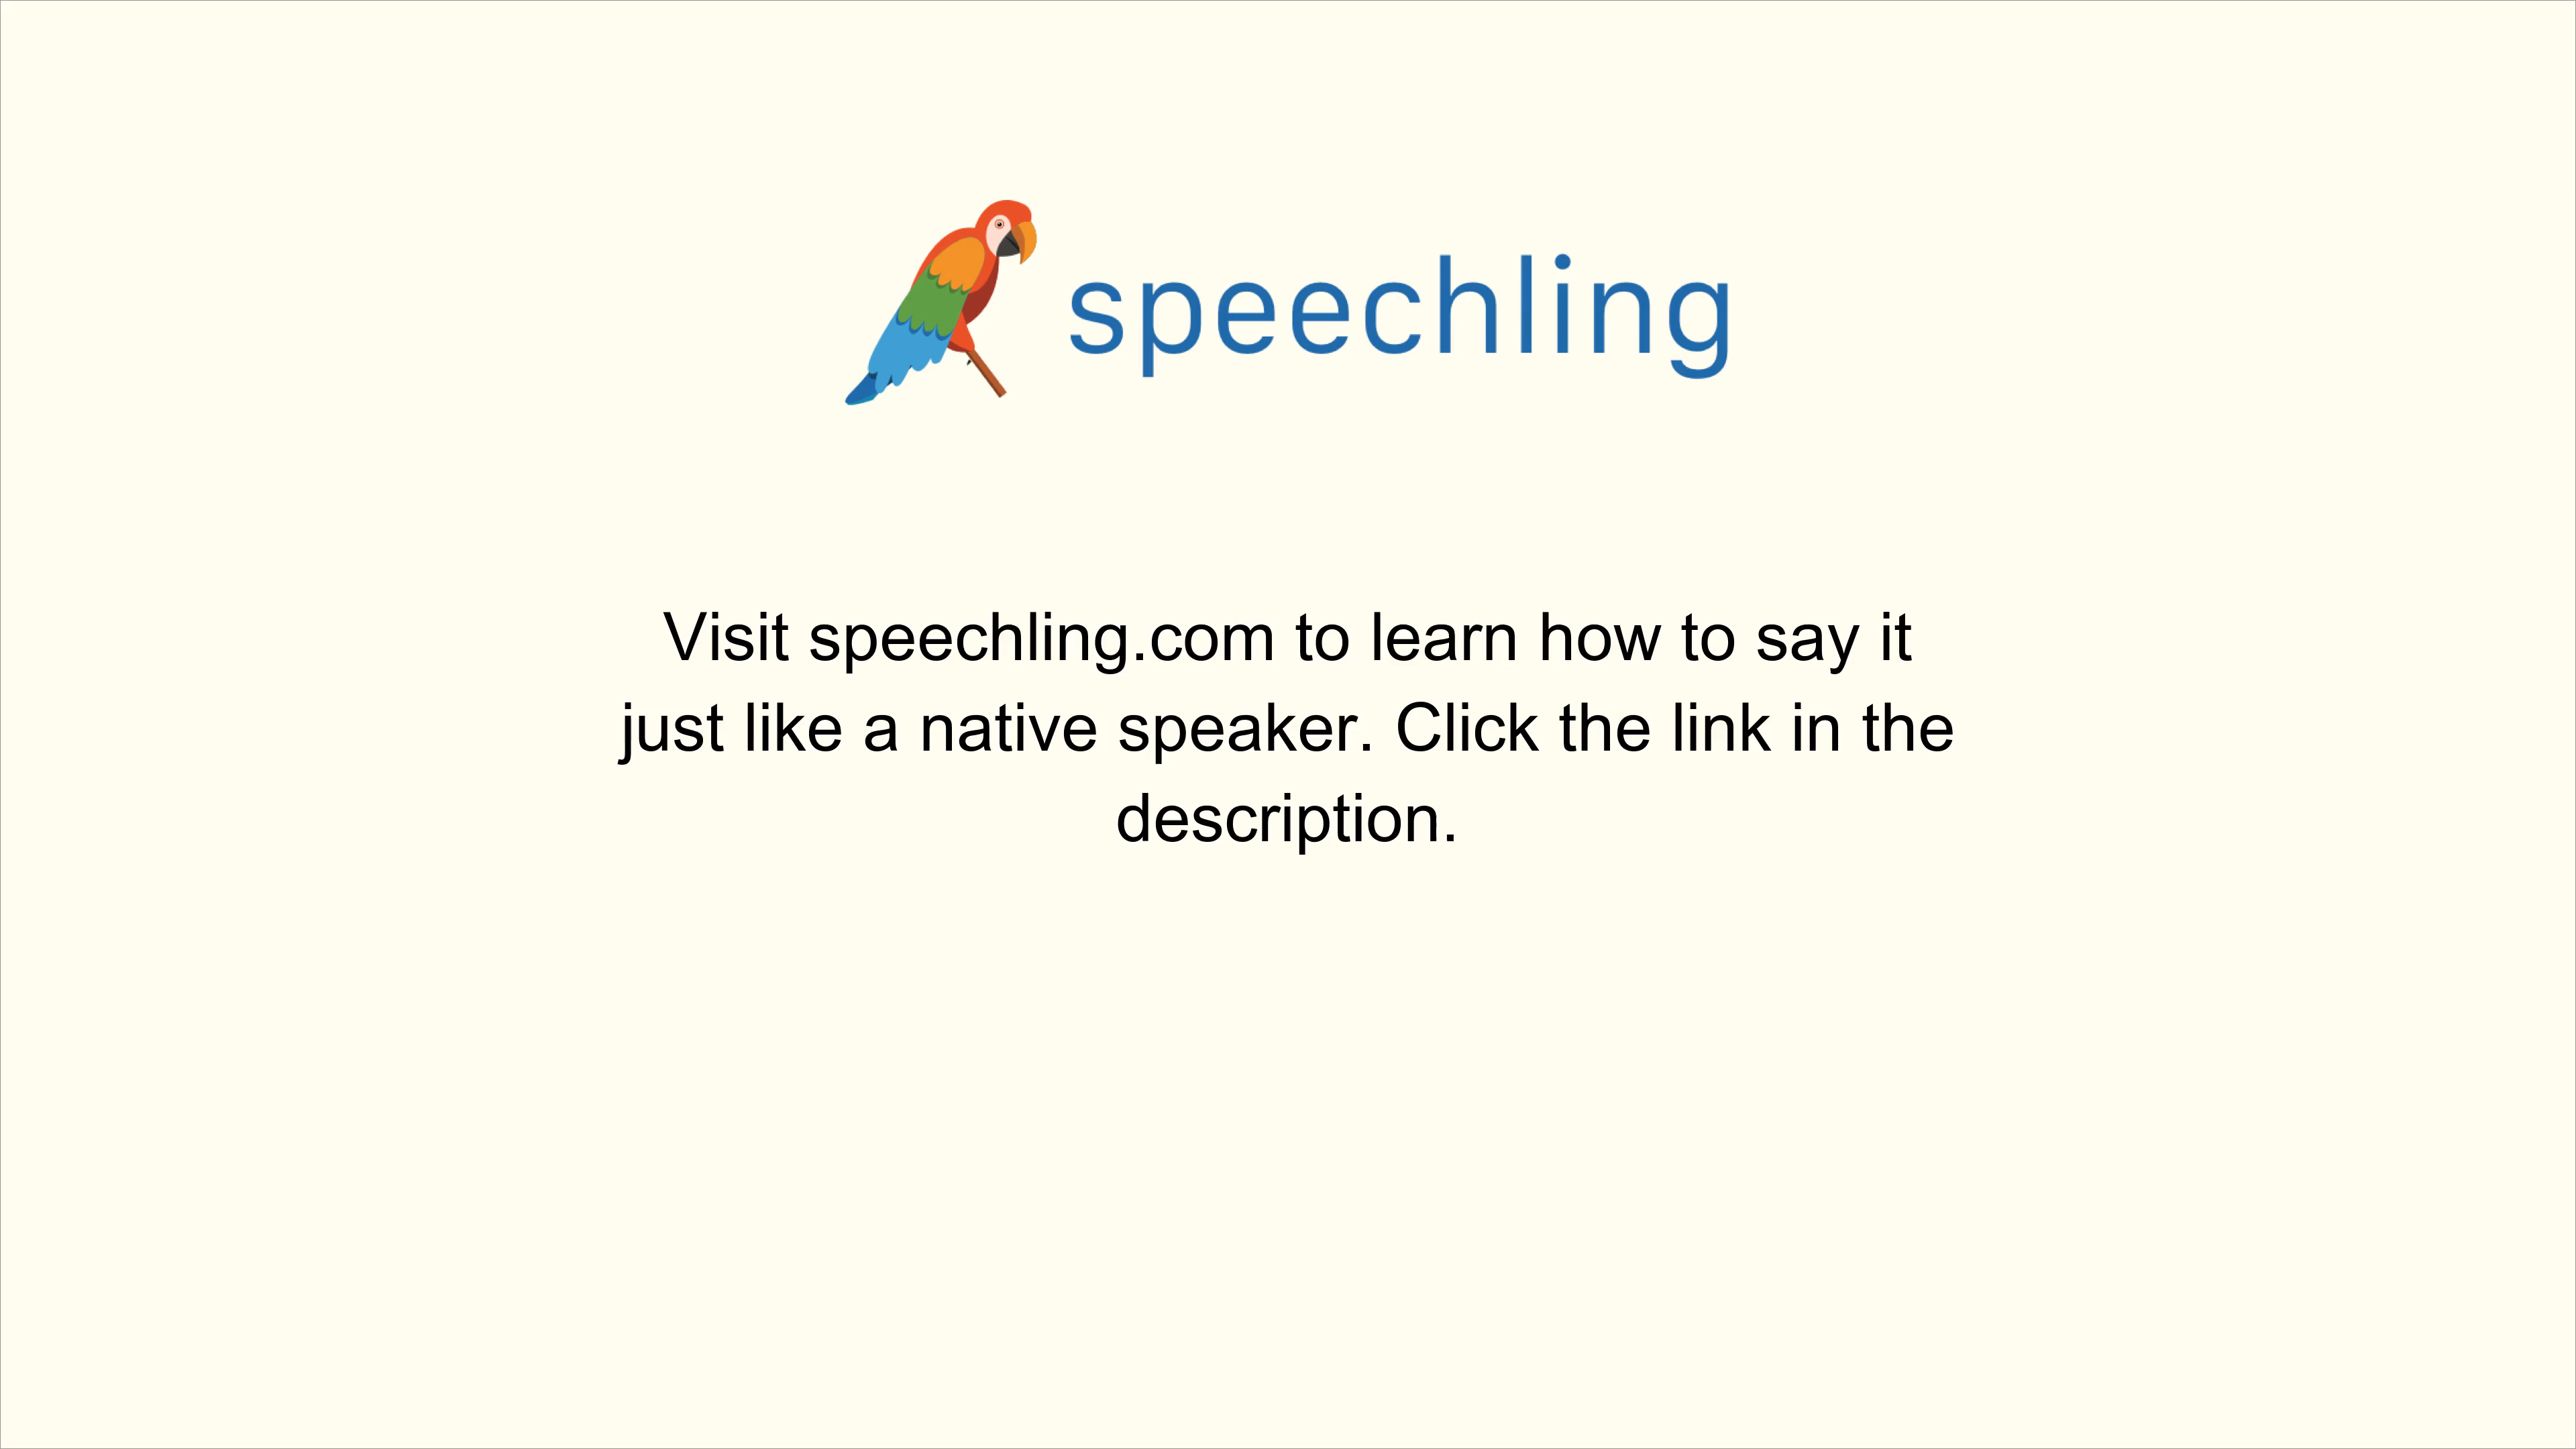 speechling
Visit speechling.com to learn how to say it
just like a native speaker. Click the link in the
description.